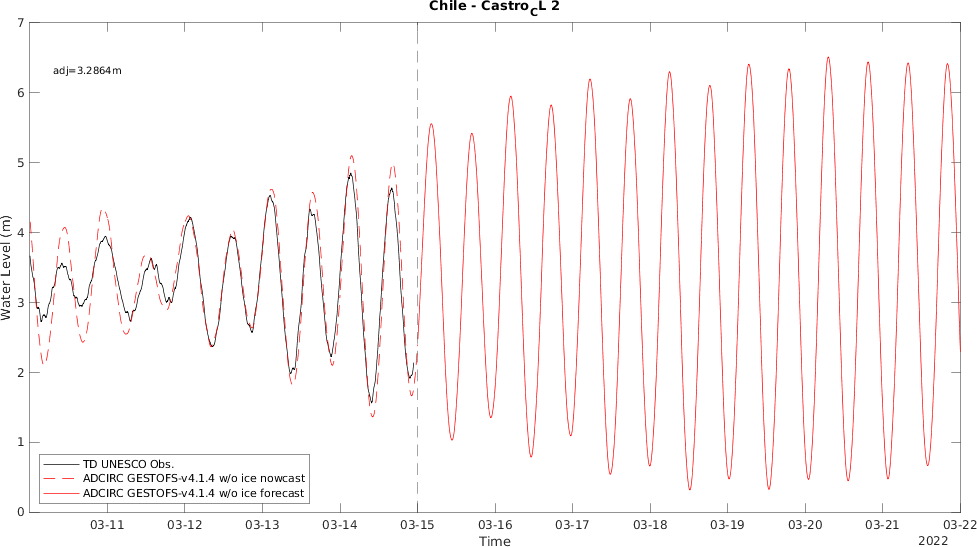 Chile - Castro_CL 2
adj=3.2864m
Water Level (m)
7
6
5
4
3
2
1
0
TD UNESCO Obs.
ADCIRC GESTOFS-v4.1.4 w/o ice nowcast
ADCIRC GESTOFS-v4.1.4 w/o ice forecast
03-11 03-12 03-13 03-14 03-15 03-16 03-17 03-18 03-19 03-20 03-21 03-22
Time
2022